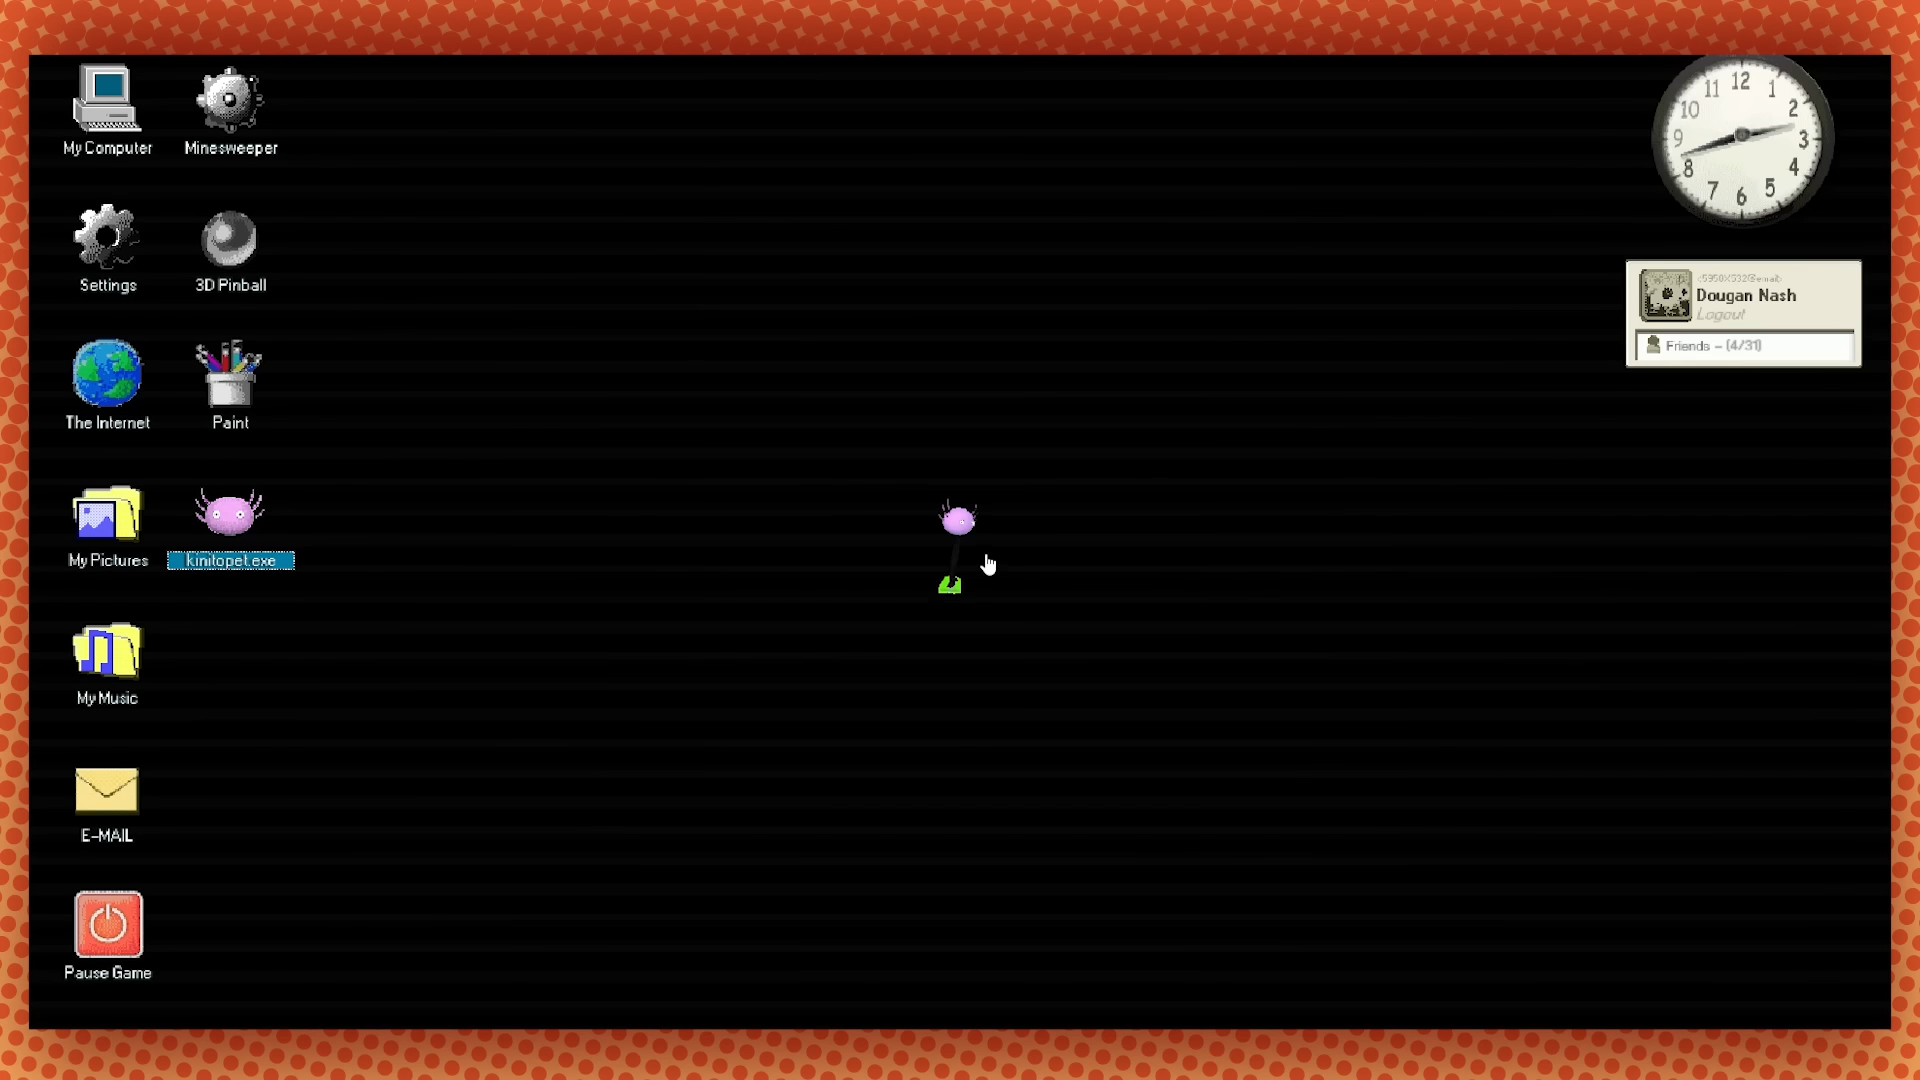 My Computer
Minesweeper
Settings
3D Pinball
The Internet
Paint
My Pictures
kinitopet.exe
My Music
E-MAIL
Pause Game
12
1
2
3
4
5
6
7
8
9
10
11
Dougan Nash
Logout
Friends - (4/31)